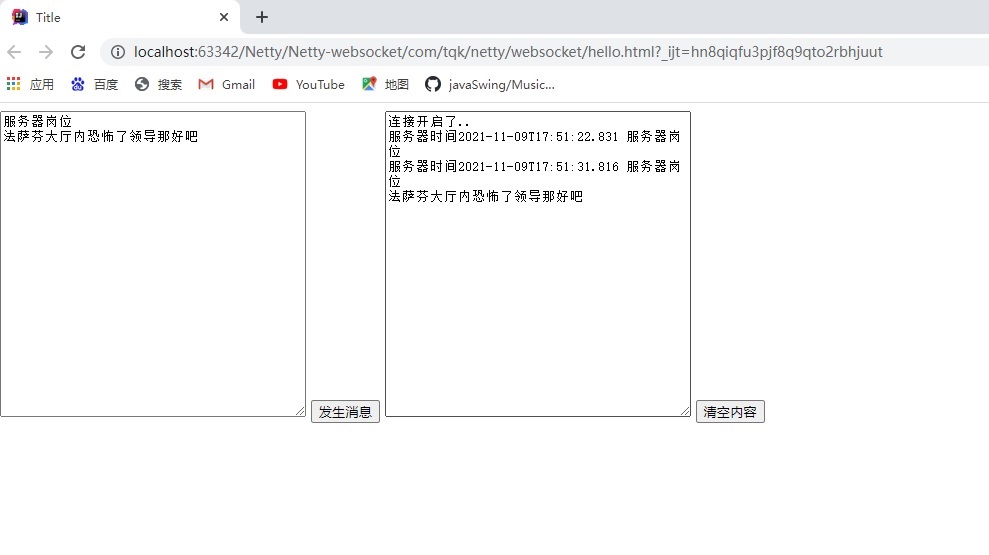 Title
localhost:63342/Netty/Netty-websocket/com/tqk/netty/websocket/hello.html?_ijt=hn8qiqfu3pjf8q9qto2rbhjuut
应用 百度 搜索 Gmail YouTube 地图 javaSwing/Music...
服务器岗位
法萨芬大厅内恐怖了领导那好吧
发生消息
连接开启了..
服务器时间2021-11-09T17:51:22.831 服务器岗
位
服务器时间2021-11-09T17:51:31.816 服务器岗
位
法萨芬大厅内恐怖了领导那好吧
清空内容